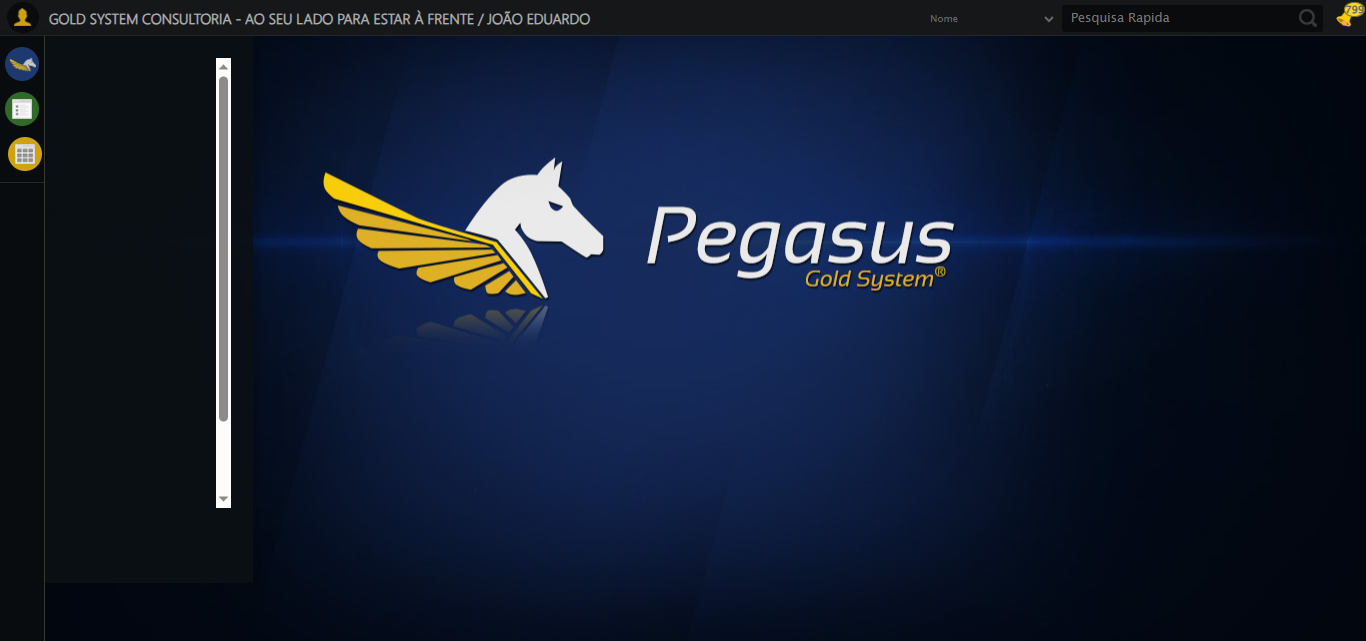 GOLD SYSTEM CONSULTORIA - AO SEU LADO PARA ESTAR À FRENTE / JOÃO EDUARDO
Nome
Pesquisa Rapida
799
Pegasus
Gold System®